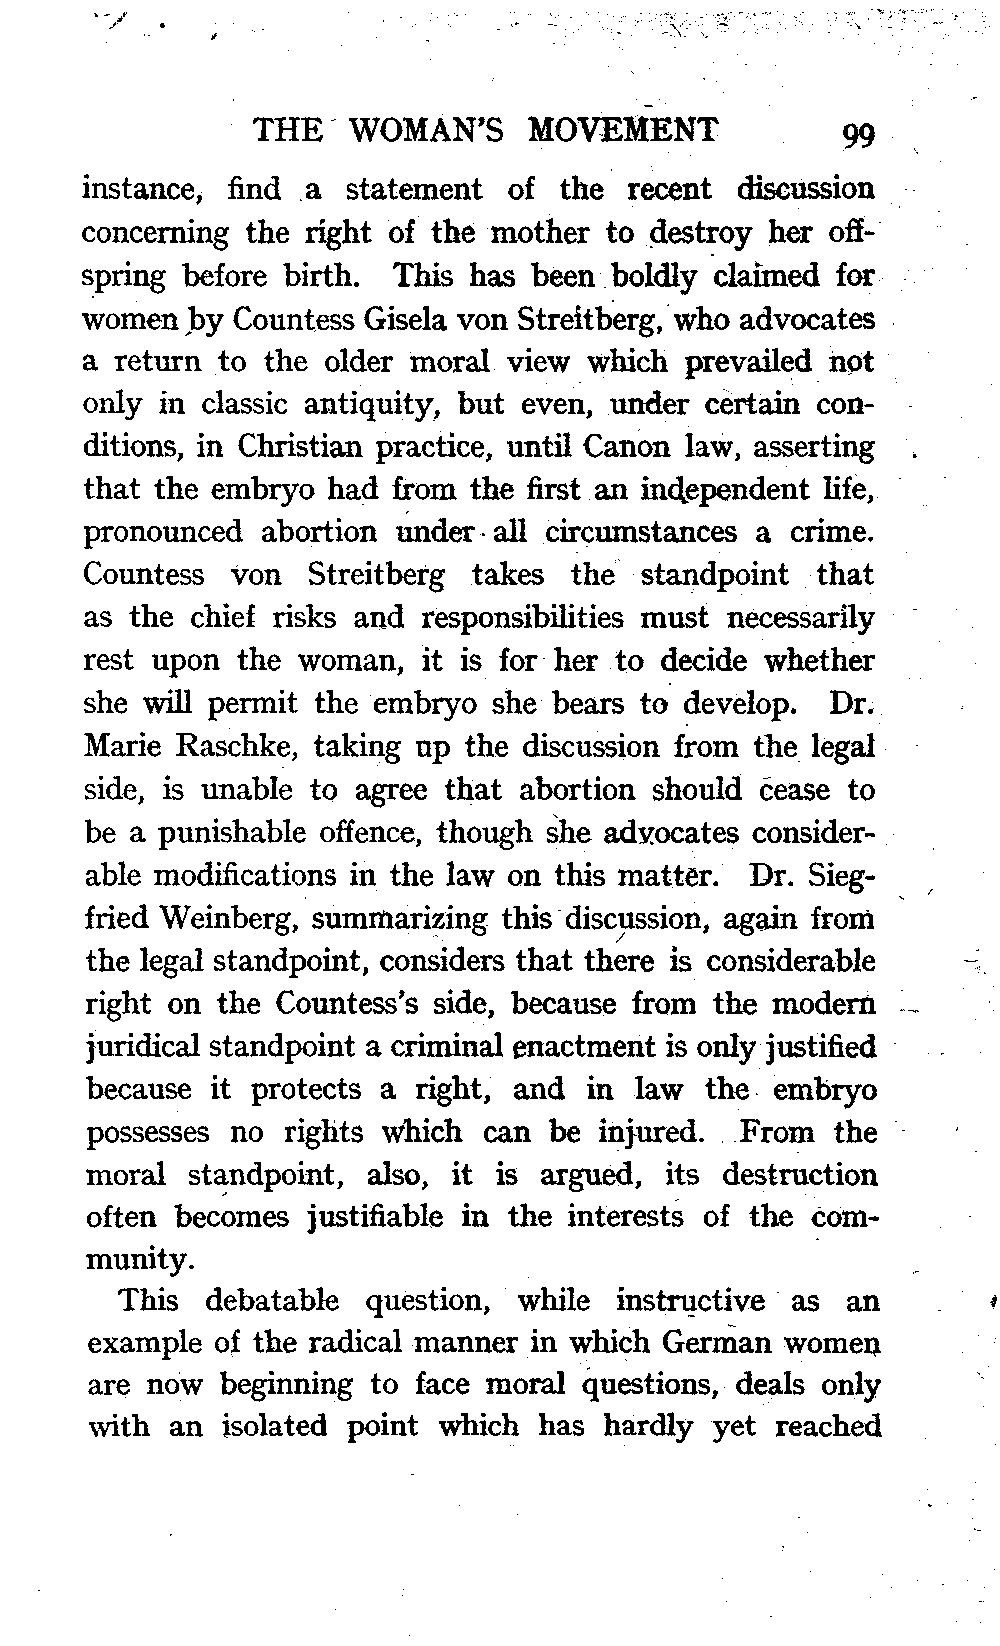 THE WOMAN'S MOVEMENT 99
instance, find a statement of the recent discussion
concerning the right of the mother to destroy her off-
spring before birth. This has been boldly claimed for
women by Countess Gisela von Streitberg, who advocates
a return to the older moral view which prevailed not
only in classic antiquity, but even, under certain con-
ditions, in Christian practice, until Canon law, asserting
that the embryo had from the first an independent life,
pronounced abortion under all circumstances a crime.
Countess von Streitberg takes the standpoint that
as the chief risks and responsibilities must necessarily
rest upon the woman, it is for her to decide whether
she will permit the embryo she bears to develop. Dr.
Marie Raschke, taking up the discussion from the legal
side, is unable to agree that abortion should cease to
be a punishable offence, though she advocates consider-
able modifications in the law on this matter. Dr. Sieg-
fried Weinberg, summarizing this discussion, again from
the legal standpoint, considers that there is considerable
right on the Countess's side, because from the modern
juridical standpoint a criminal enactment is only justified
because it protects a right, and in law the embryo
possesses no rights which can be injured. From the
moral standpoint, also, it is argued, its destruction
often becomes justifiable in the interests of the com-
munity.
This debatable question, while instructive as an
example of the radical manner in which German women
are now beginning to face moral questions, deals only
with an isolated point which has hardly yet reached